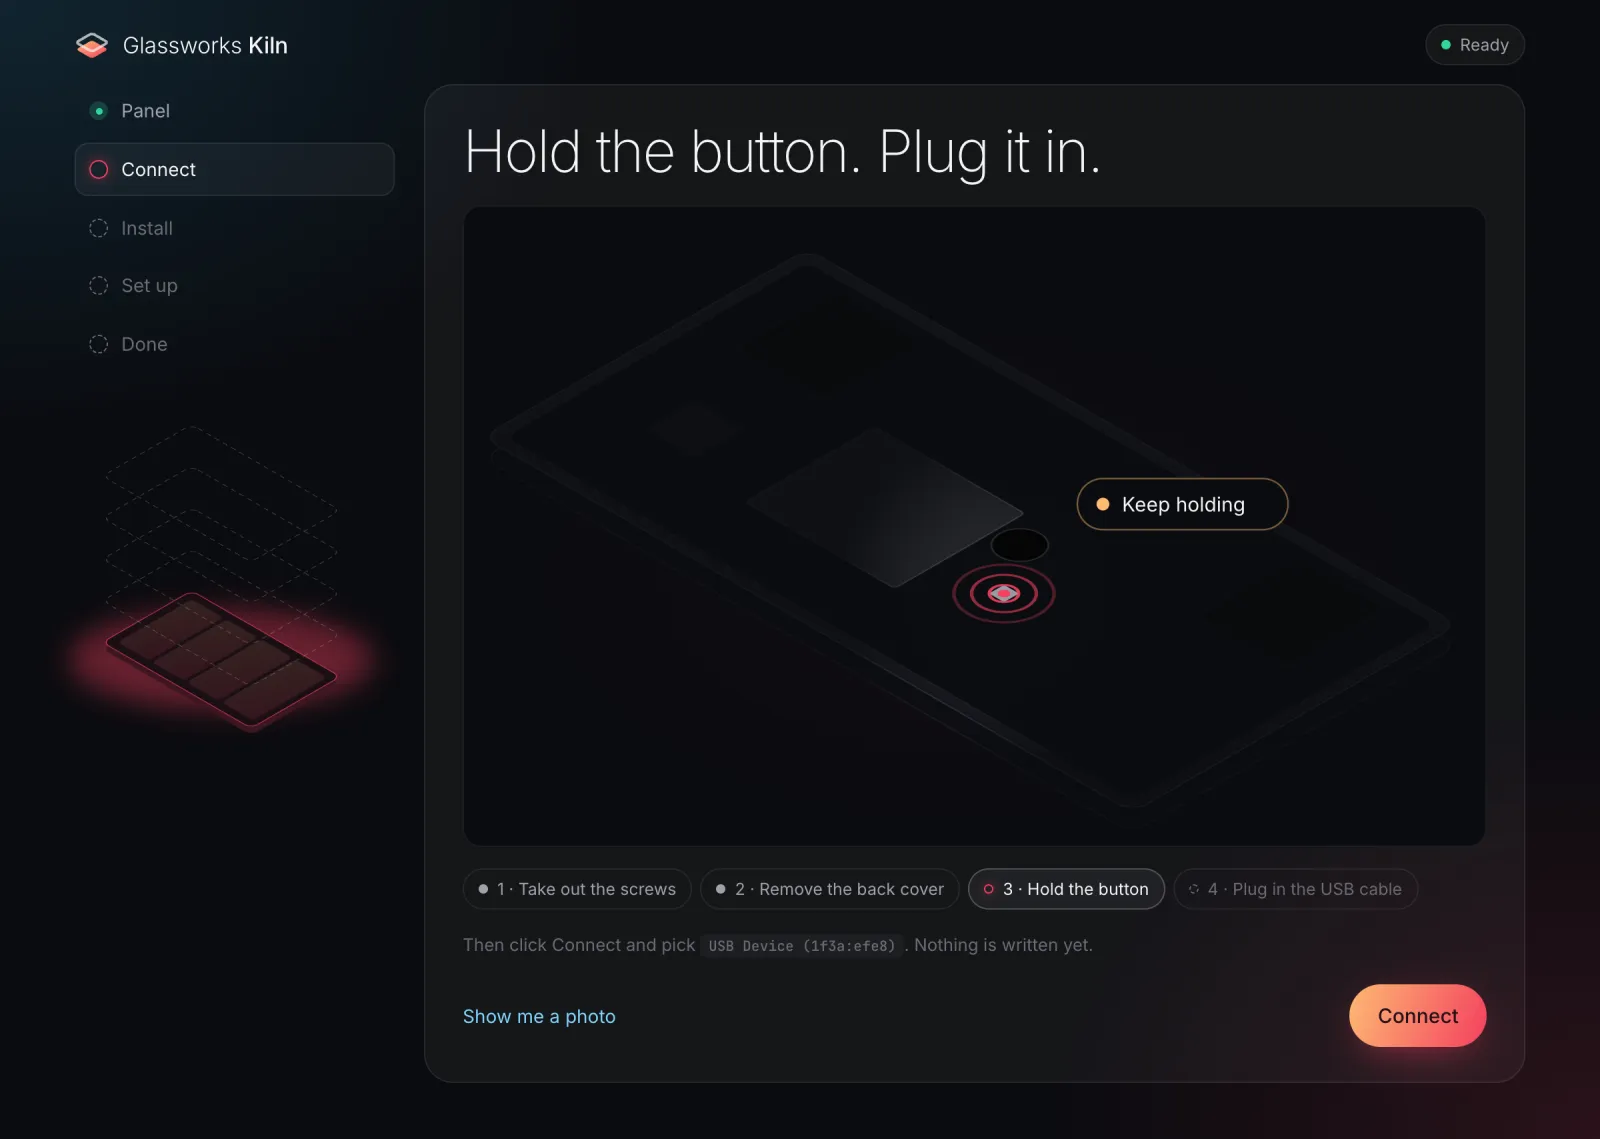 Glassworks Kiln
Ready
Panel
Connect
Install
Set up
Done
Hold the button. Plug it in.
Keep holding
1 · Take out the screws
2 · Remove the back cover
3 · Hold the button
4 · Plug in the USB cable
Then click Connect and pick USB Device (1f3a:efe8). Nothing is written yet.
Show me a photo
Connect